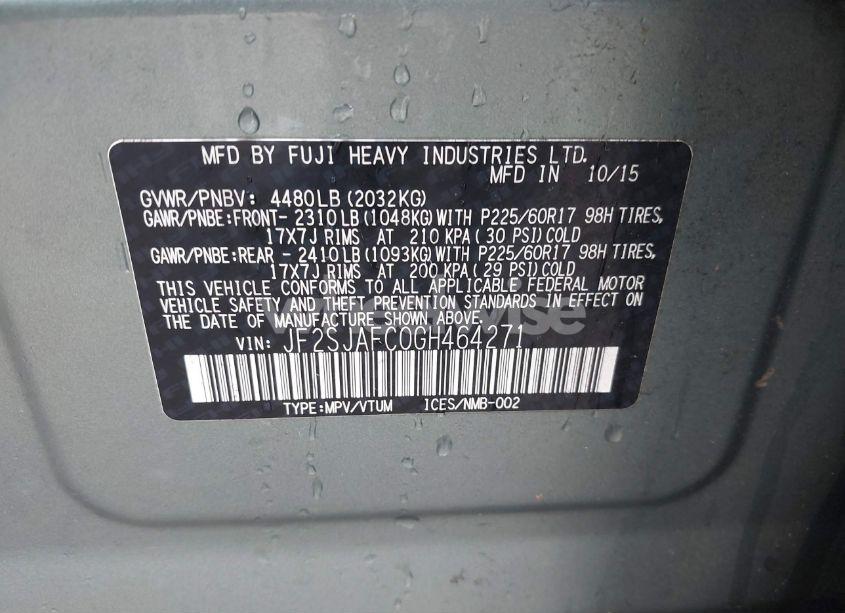 MFD BY FUJI HEAVY INDUSTRIES LTD.
MFD IN 10/15
GVWR/PNBV: 4480LB (2032KG)
GAWR/PNBE:FRONT- 2310LB (1048KG) WITH P225/60R17 98H TIRES,
17X7J RIMS AT 210 KPA ( 30 PSI) COLD
GAWR/PNBE:REAR - 2410LB (1093KG) WITH P225/60R17 98H TIRES,
17X7J RIMS AT 200 KPA ( 29 PSI) COLD
THIS VEHICLE CONFORMS TO ALL APPLICABLE FEDERAL MOTOR
VEHICLE SAFETY AND THEFT PREVENTION STANDARDS IN EFFECT ON
THE DATE OF MANUFACTURE SHOWN ABOVE.
VIN: JF2SJAFC0GH464271
TYPE:MPV/VTUM ICES/NMB-002